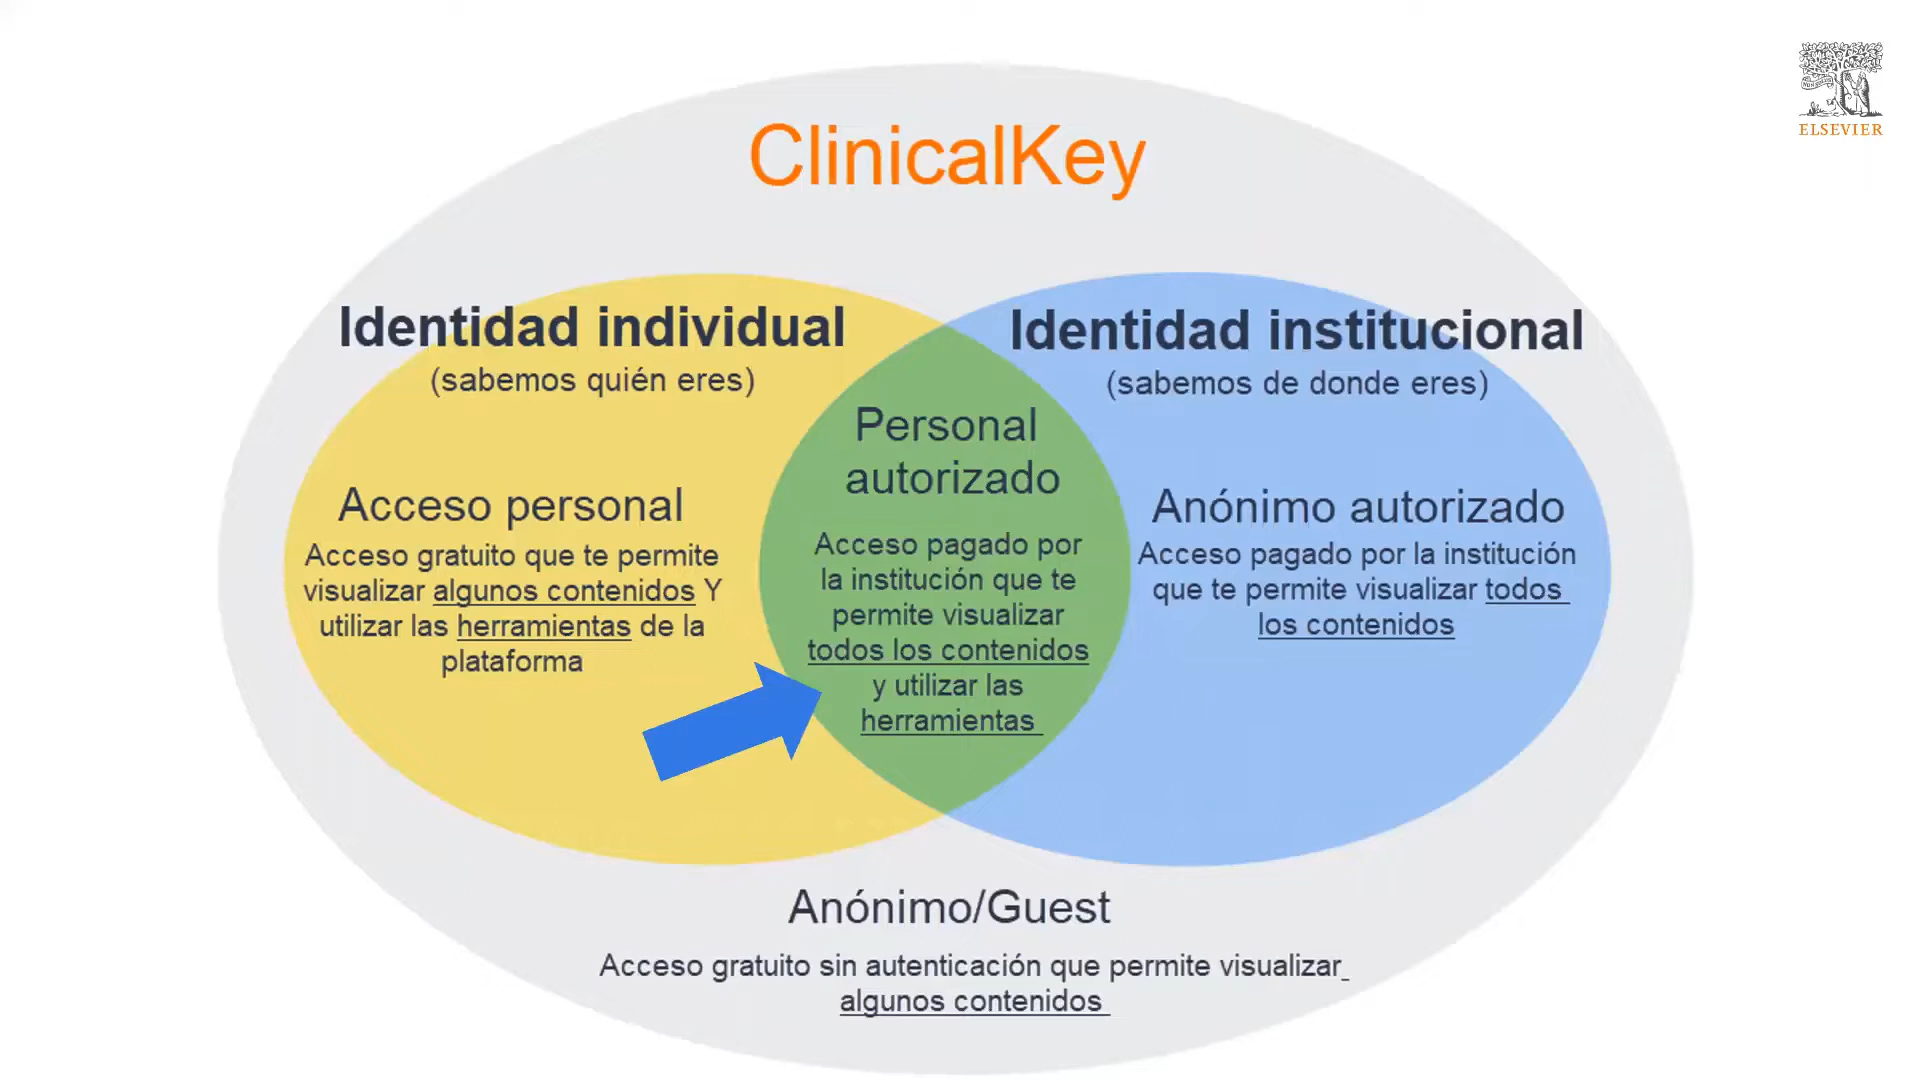 ELSEVIER
ClinicalKey
Identidad individual
(sabemos quién eres)
Identidad institucional
(sabemos de donde eres)
Acceso personal
Acceso gratuito que te permite
visualizar algunos contenidos Y
utilizar las herramientas de la
plataforma
Personal
autorizado
Acceso pagado por
la institución que te
permite visualizar
todos los contenidos
y utilizar las
herramientas
Anónimo autorizado
Acceso pagado por la institución
que te permite visualizar todos
los contenidos
Anónimo/Guest
Acceso gratuito sin autenticación que permite visualizar
algunos contenidos